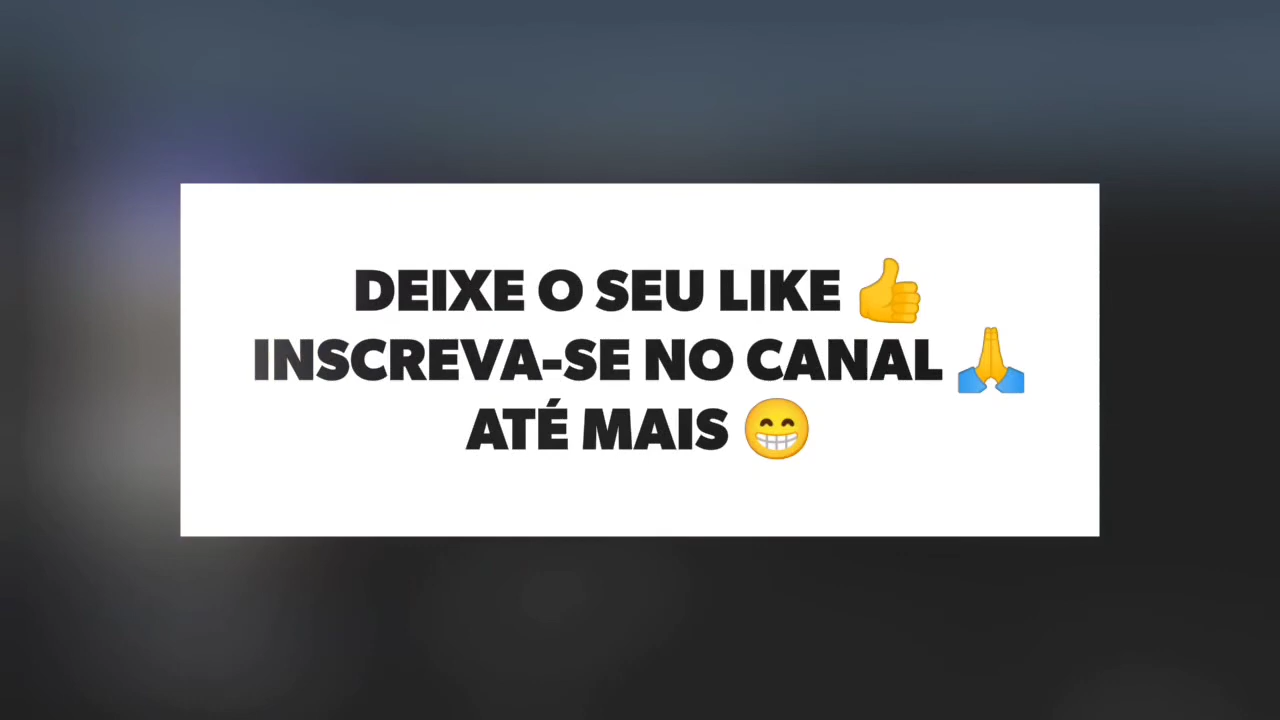 DEIXE O SEU LIKE 👍
INSCREVA-SE NO CANAL 🙏
ATÉ MAIS 😁